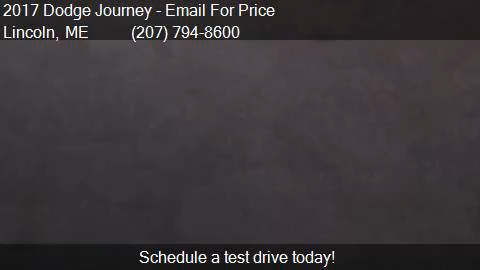 2017 Dodge Journey - Email For Price
Lincoln, ME (207) 794-8600
Schedule a test drive today!